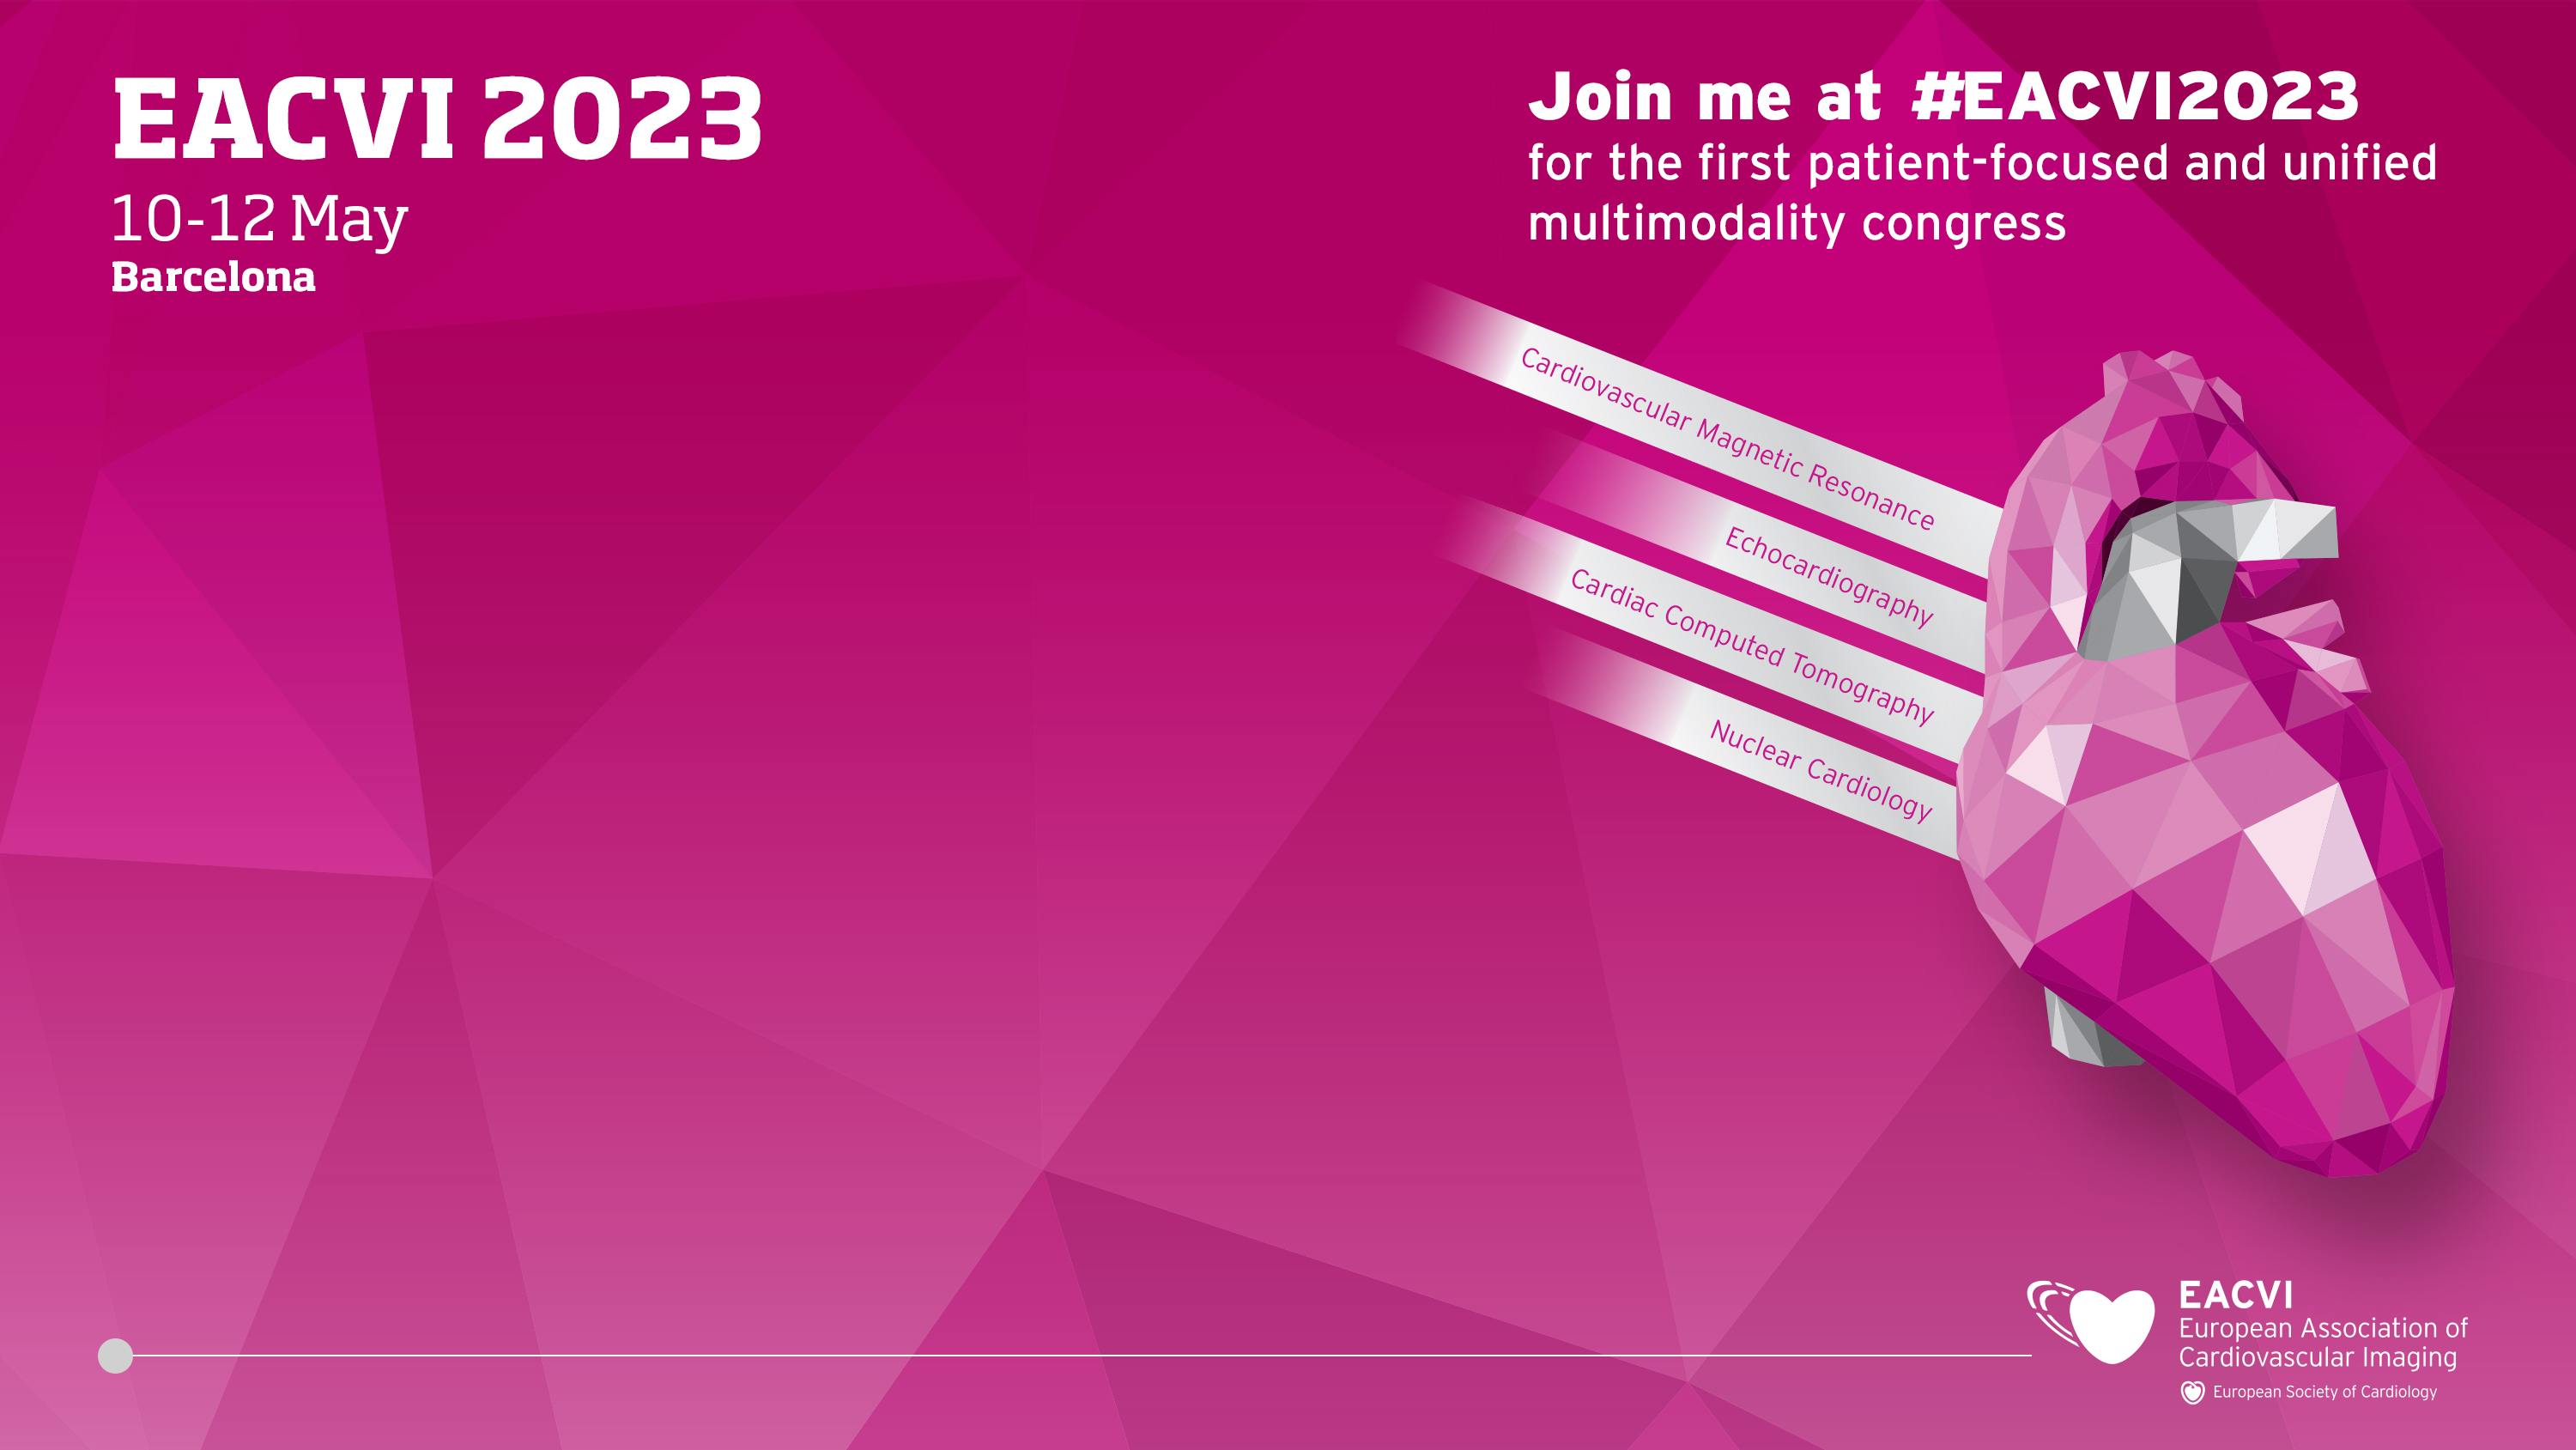 EACVI 2023
10-12 May
Barcelona
Join me at #EACVI2023
for the first patient-focused and unified
multimodality congress
Cardiovascular Magnetic Resonance
Echocardiography
Cardiac Computed Tomography
Nuclear Cardiology
EACVI
European Association of
Cardiovascular Imaging
European Society of Cardiology